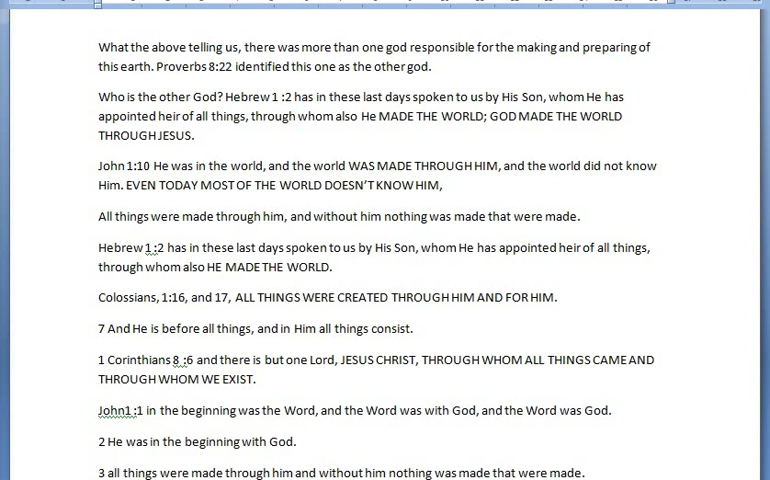 What the above telling us, there was more than one god responsible for the making and preparing of
this earth. Proverbs 8:22 identified this one as the other god.
Who is the other God? Hebrew 1 :2 has in these last days spoken to us by His Son, whom He has
appointed heir of all things, through whom also He MADE THE WORLD; GOD MADE THE WORLD
THROUGH JESUS.
John 1:10 He was in the world, and the world WAS MADE THROUGH HIM, and the world did not know
Him. EVEN TODAY MOST OF THE WORLD DOESN'T KNOW HIM,
All things were made through him, and without him nothing was made that were made.
Hebrew 1:2 has in these last days spoken to us by His Son, whom He has appointed heir of all things,
through whom also HE MADE THE WORLD.
Colossians, 1:16, and 17, ALL THINGS WERE CREATED THROUGH HIM AND FOR HIM.
7 And He is before all things, and in Him all things consist.
1 Corinthians 8 :6 and there is but one Lord, JESUS CHRIST, THROUGH WHOM ALL THINGS CAME AND
THROUGH WHOM WE EXIST.
John1 :1 in the beginning was the Word, and the Word was with God, and the Word was God.
2 He was in the beginning with God.
3 all things were made through him and without him nothing was made that were made.